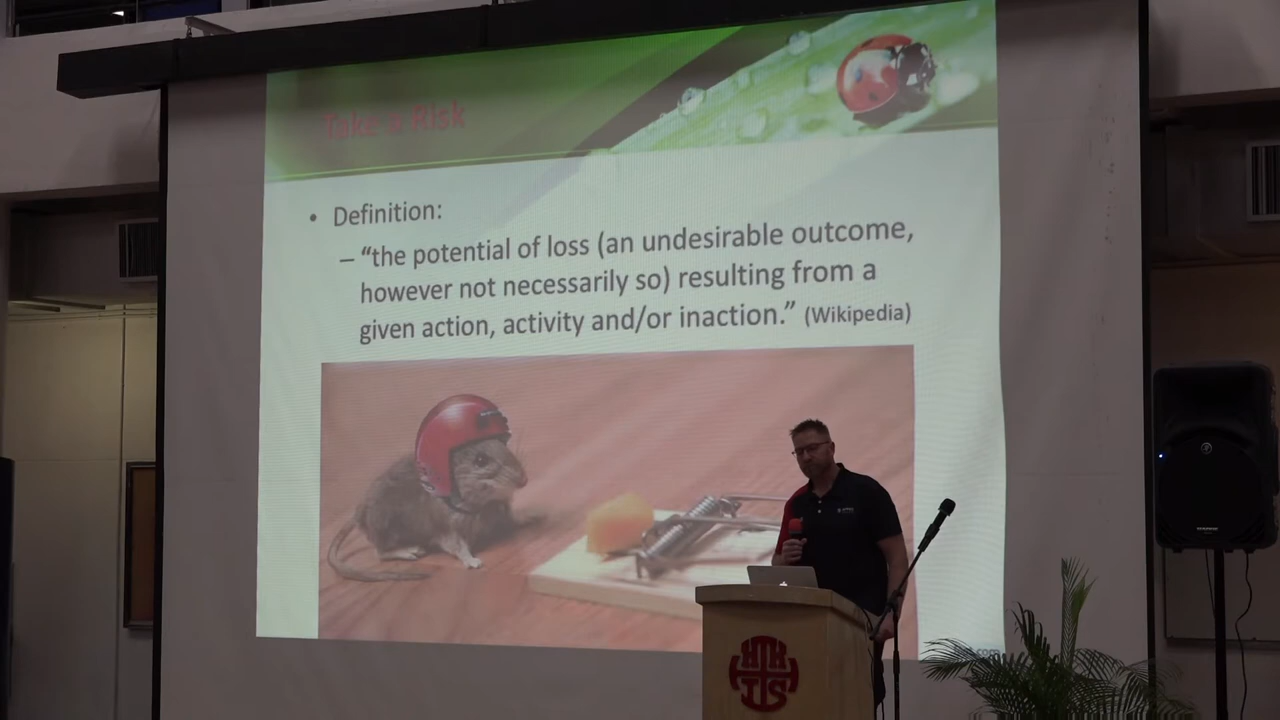 Take a Risk
• Definition:
– “the potential of loss (an undesirable outcome,
however not necessarily so) resulting from a
given action, activity and/or inaction.” (Wikipedia)